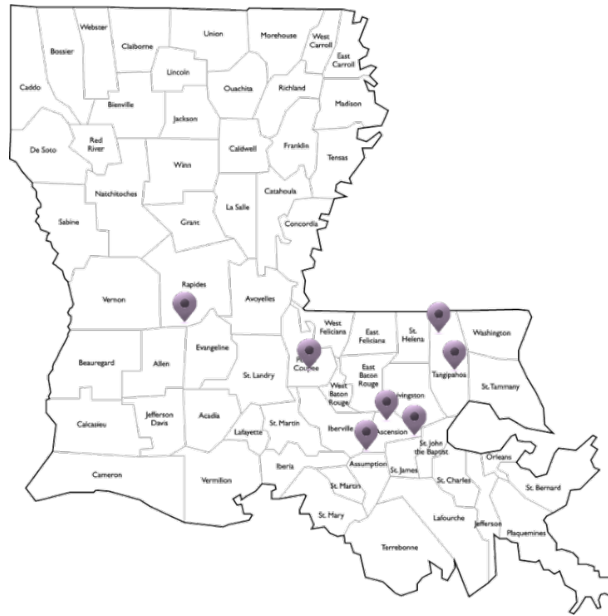 Webster
Union
Morehouse
West
Carroll
Claiborne
Bossier
East
Carroll
Lincoln
Ouachita
Richland
Caddo
Madison
Bienville
Jackson
Red
River
De Soto
Caldwell
Franklin
Tensas
Winn
Natchitoches
Catahoula
La Salle
Sabine
Grant
Concordia
Rapides
Vernon
Avoyelles
West
Feliciana
East
Feliciana
St.
Helena
Washington
Evangeline
Beauregard
Allen
Coupee
East
Baton
Rouge
Tangipahoa
St. Landry
St. Tammany
West
Baton
Rouge
Acadia
Jefferson
Davis
Calcasieu
St. Martin
Iberville
Ascension
Lafayette
St. John
the Baptist
Orleans
Cameron
Vermilion
Iberia
Assumption
St. James
St. Charles
St. Bernard
St. Martin
St. Mary
Lafourche
Jefferson
Plaquemines
Terrebonne